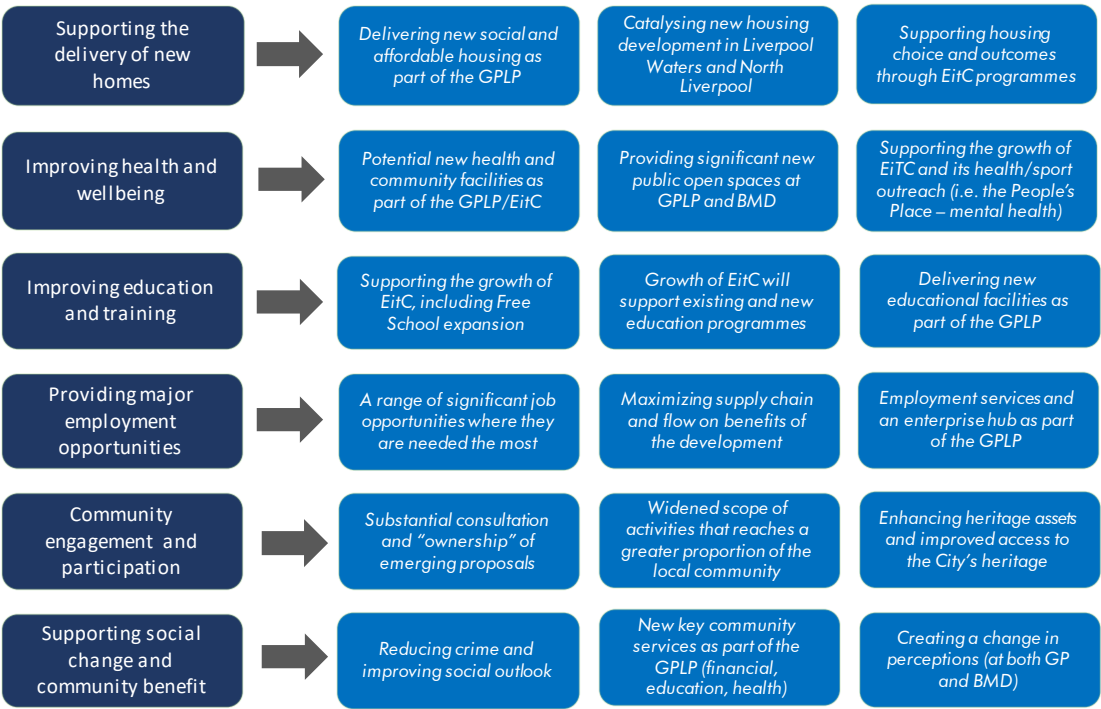 Supporting the
delivery of new
homes
Delivering new social and
affordable housing as
part of the GPLP
Catalysing new housing
development in Liverpool
Waters and North
Liverpool
Supporting housing
choice and outcomes
through EitC programmes
Improving health and
wellbeing
Potential new health and
community facilities as
part of the GPLP/EitC
Providing significant new
public open spaces at
GPLP and BMD
Supporting the growth of
EiTC and its health/sport
outreach (i.e. the People's
Place – mental health)
Improving education
and training
Supporting the growth of
EitC, including Free
School expansion
Growth of EitC will
support existing and new
education programmes
Delivering new
educational facilities as
part of the GPLP
Providing major
employment
opportunities
A range of significant job
opportunities where they
are needed the most
Maximizing supply chain
and flow on benefits of
the development
Employment services and
an enterprise hub as part
of the GPLP
Community
engagement and
participation
Substantial consultation
and “ownership” of
emerging proposals
Widened scope of
activities that reaches a
greater proportion of the
local community
Enhancing heritage assets
and improved access to
the City's heritage
Supporting social
change and
community benefit
Reducing crime and
improving social outlook
New key community
services as part of the
GPLP (financial,
education, health)
Creating a change in
perceptions (at both GP
and BMD)